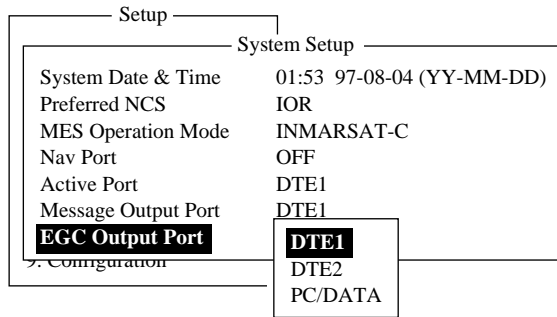 Setup
System Setup
System Date & Time 01:53 97-08-04 (YY-MM-DD)
Preferred NCS IOR
MES Operation Mode INMARSAT-C
Nav Port OFF
Active Port DTE1
Message Output Port DTE1
EGC Output Port DTE1
9. Configuration
DTE2
PC/DATA